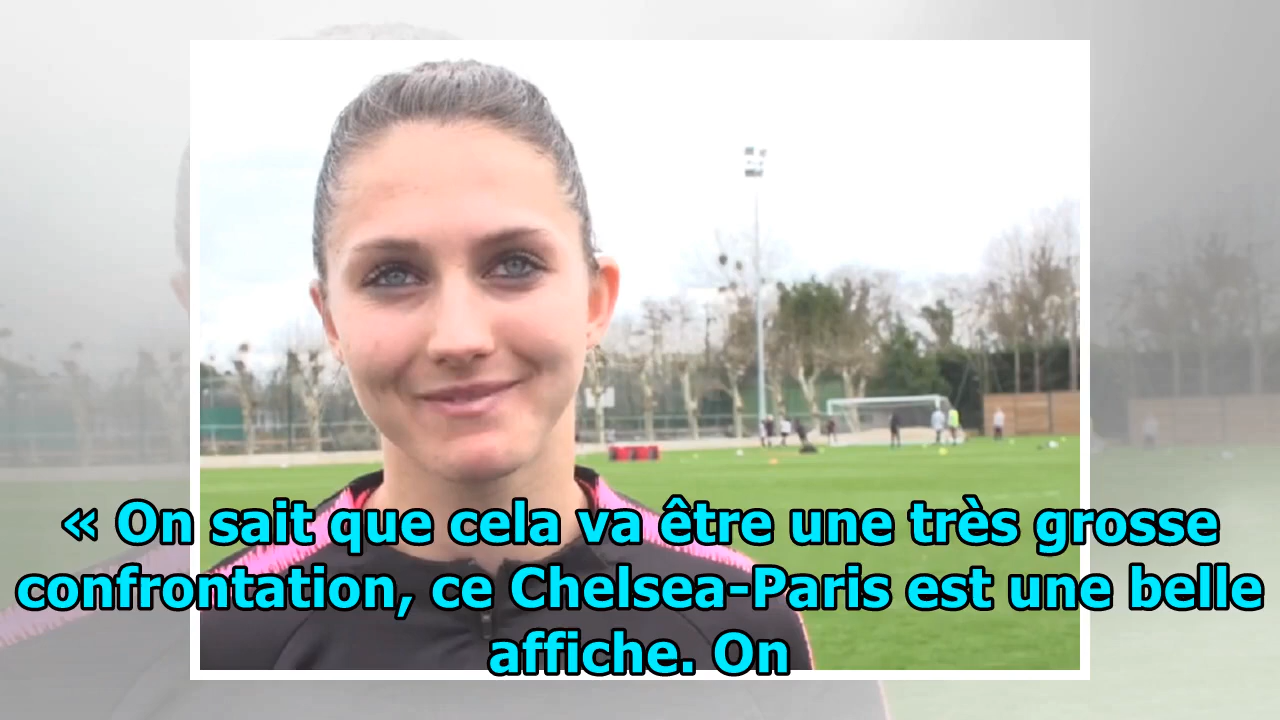 « On sait que cela va être une très grosse
confrontation, ce Chelsea-Paris est une belle
affiche. On